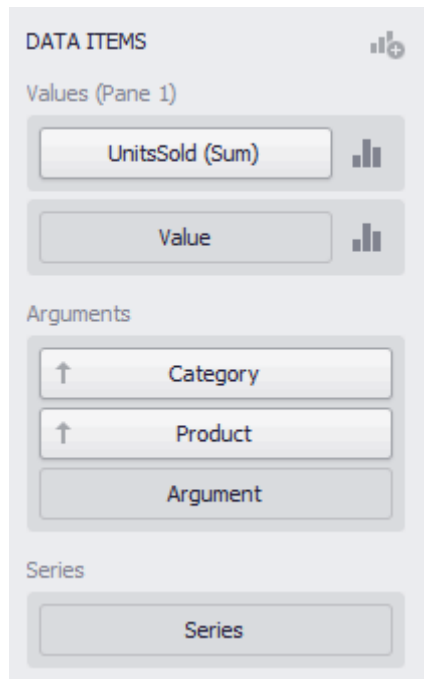 DATA ITEMS
Values (Pane 1)
UnitsSold (Sum)
Value
Arguments
Category
Product
Argument
Series
Series